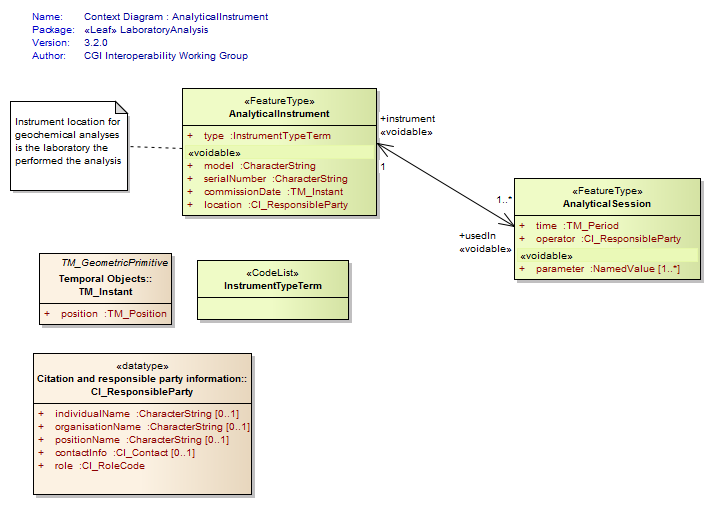 Name: Context Diagram : AnalyticalInstrument
Package: «Leaf» LaboratoryAnalysis
Version: 3.2.0
Author: CGI Interoperability Working Group
Instrument location for
geochemical analyses
is the laboratory the
performed the analysis
«FeatureType»
AnalyticalInstrument
+ type :InstrumentTypeTerm
«voidable»
+ model :CharacterString
+ serialNumber :CharacterString
+ commissionDate :TM_Instant
+ location :CI_ResponsibleParty
+instrument
«voidable»
1
1..*
+usedIn
«voidable»
«FeatureType»
AnalyticalSession
+ time :TM_Period
+ operator :CI_ResponsibleParty
«voidable»
+ parameter :NamedValue [1..*]
TM_GeometricPrimitive
Temporal Objects::
TM_Instant
+ position :TM_Position
«CodeList»
InstrumentTypeTerm
«datatype»
Citation and responsible party information::
CI_ResponsibleParty
+ individualName :CharacterString [0..1]
+ organisationName :CharacterString [0..1]
+ positionName :CharacterString [0..1]
+ contactInfo :CI_Contact [0..1]
+ role :CI_RoleCode